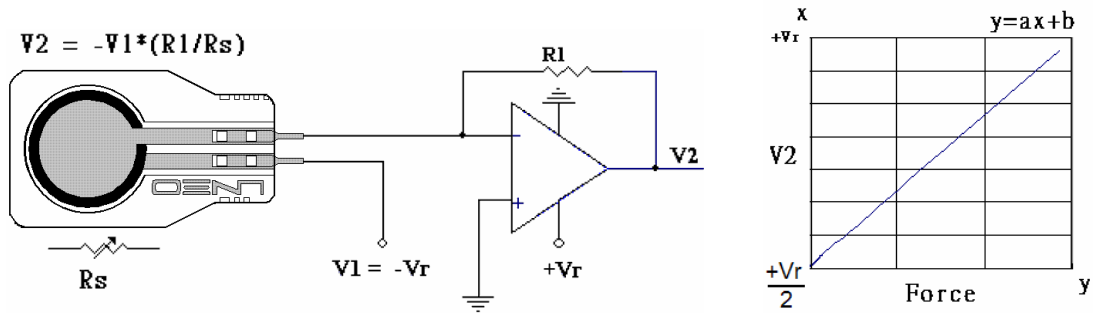 V2 = -V1*(R1/Rs)
R1
−
+
V2
Rs
V1 = -Vr
+Vr
x
y=ax+b
+Vr
V2
+Vr
2
Force
y